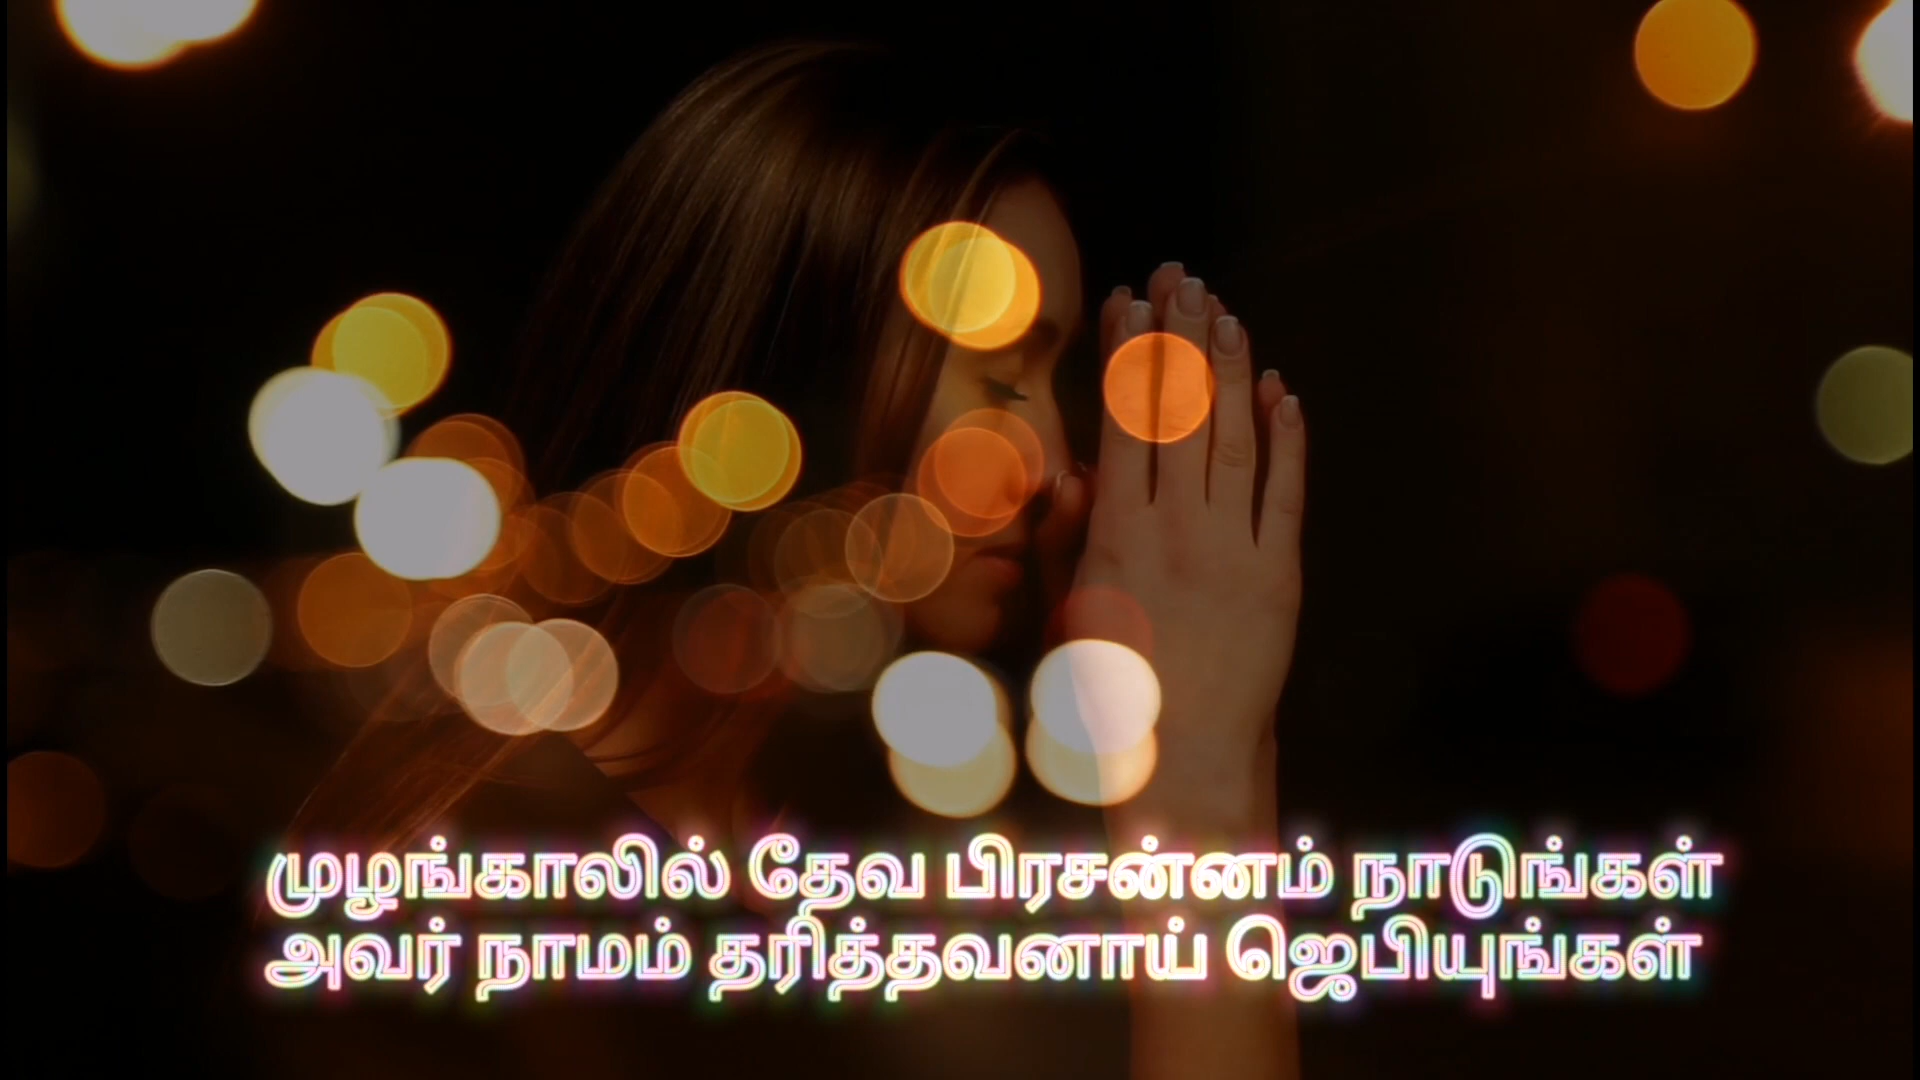 முழங்காலில் தேவ பிரசன்னம் நாடுங்கள்
அவர் நாமம் தரித்தவனாய் ஜெபியுங்கள்